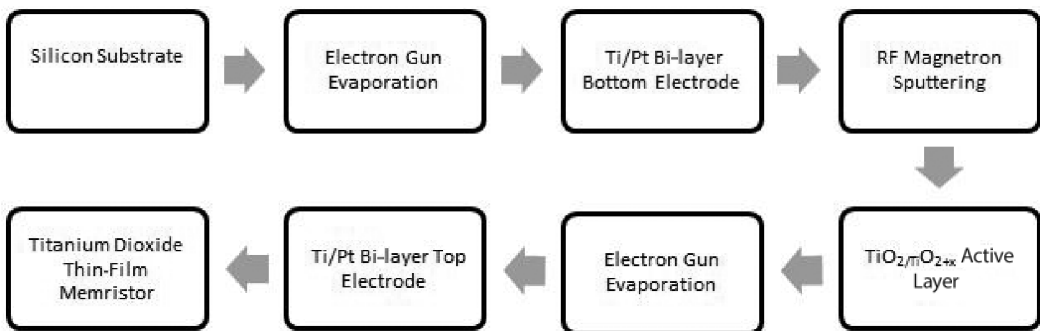 Silicon Substrate
Electron Gun
Evaporation
Ti/Pt Bi-layer
Bottom Electrode
RF Magnetron
Sputtering
TiO₂/TiO₂₊ₓ Active
Layer
Electron Gun
Evaporation
Ti/Pt Bi-layer Top
Electrode
Titanium Dioxide
Thin-Film
Memristor